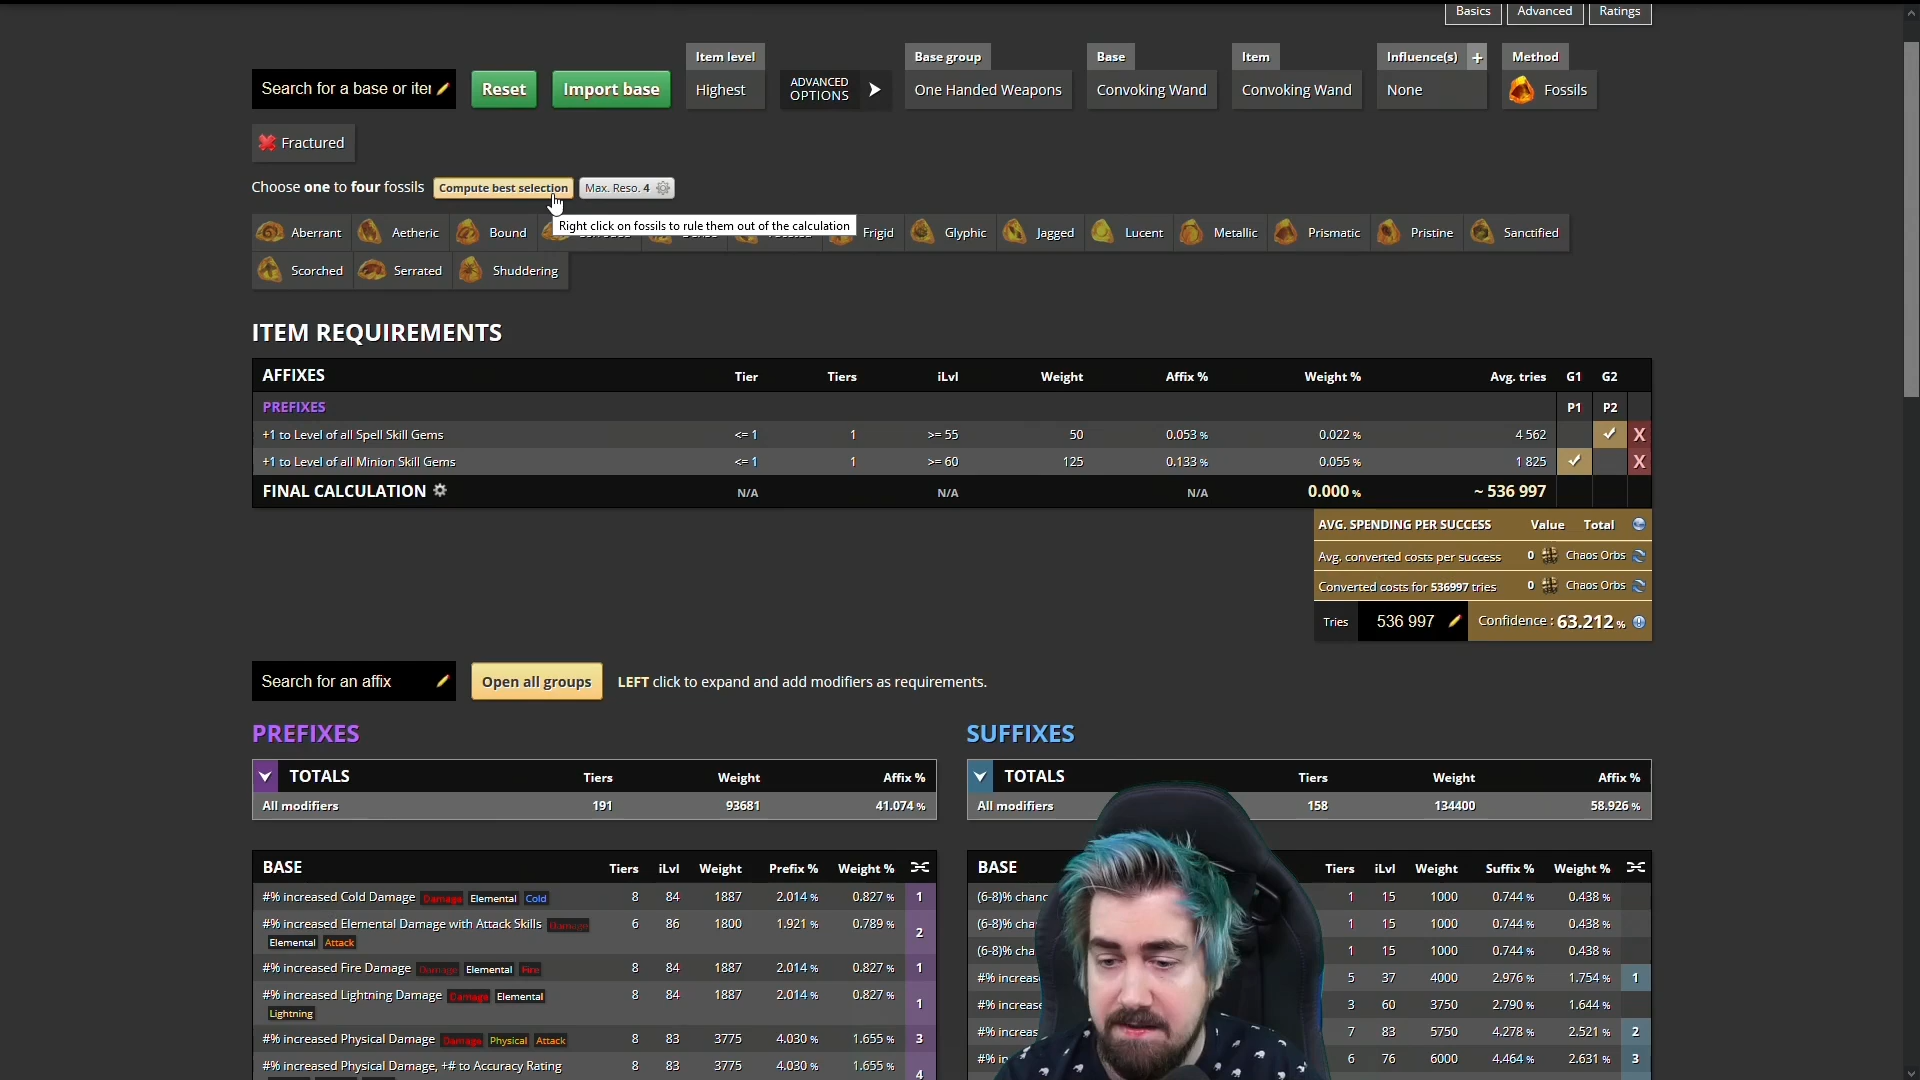 Basics Advanced Ratings
Item level Base group Base Item Influence(s) + Method
Search for a base or iter Reset Import base Highest ADVANCED OPTIONS One Handed Weapons Convoking Wand Convoking Wand None Fossils
Fractured
Choose one to four fossils Compute best selection Max. Reso. 4
Right click on fossils to rule them out of the calculation
Aberrant Aetheric Bound Frigid Glyphic Jagged Lucent Metallic Prismatic Pristine Sanctified
Scorched Serrated Shuddering
ITEM REQUIREMENTS
AFFIXES Tier Tiers iLvl Weight Affix % Weight % Avg. tries G1 G2
PREFIXES P1 P2
+1 to Level of all Spell Skill Gems <= 1 1 >= 55 50 0.053 % 0.022 % 4 562 X
+1 to Level of all Minion Skill Gems <= 1 1 >= 60 125 0.133 % 0.055 % 1 825 X
FINAL CALCULATION N/A N/A N/A 0.000 % ~ 536 997
AVG. SPENDING PER SUCCESS Value Total
Avg. converted costs per success 0 Chaos Orbs
Converted costs for 536997 tries 0 Chaos Orbs
Tries 536 997 Confidence : 63.212 %
Search for an affix Open all groups LEFT click to expand and add modifiers as requirements.
PREFIXES SUFFIXES
TOTALS Tiers Weight Affix % TOTALS Tiers Weight Affix %
All modifiers 191 93681 41.074 % All modifiers 158 134400 58.926 %
BASE Tiers iLvl Weight Prefix % Weight % BASE Tiers iLvl Weight Suffix % Weight %
#% increased Cold Damage Damage Elemental Cold 8 84 1887 2.014 % 0.827 % 1 (6-8)% chanc 1 15 1000 0.744 % 0.438 %
#% increased Elemental Damage with Attack Skills Damage 6 86 1800 1.921 % 0.789 % 2 (6-8)% cha 1 15 1000 0.744 % 0.438 %
Elemental Attack (6-8)% cha 1 15 1000 0.744 % 0.438 %
#% increased Fire Damage Damage Elemental Fire 8 84 1887 2.014 % 0.827 % 1 #% increas 5 37 4000 2.976 % 1.754 % 1
#% increased Lightning Damage Damage Elemental 8 84 1887 2.014 % 0.827 % 1 #% increase 3 60 3750 2.790 % 1.644 %
Lightning
#% increased Physical Damage Damage Physical Attack 8 83 3775 4.030 % 1.655 % 3 #% increas 7 83 5750 4.278 % 2.521 % 2
#% increased Physical Damage, +# to Accuracy Rating 8 83 3775 4.030 % 1.655 % 4 #% in 6 76 6000 4.464 % 2.631 % 3